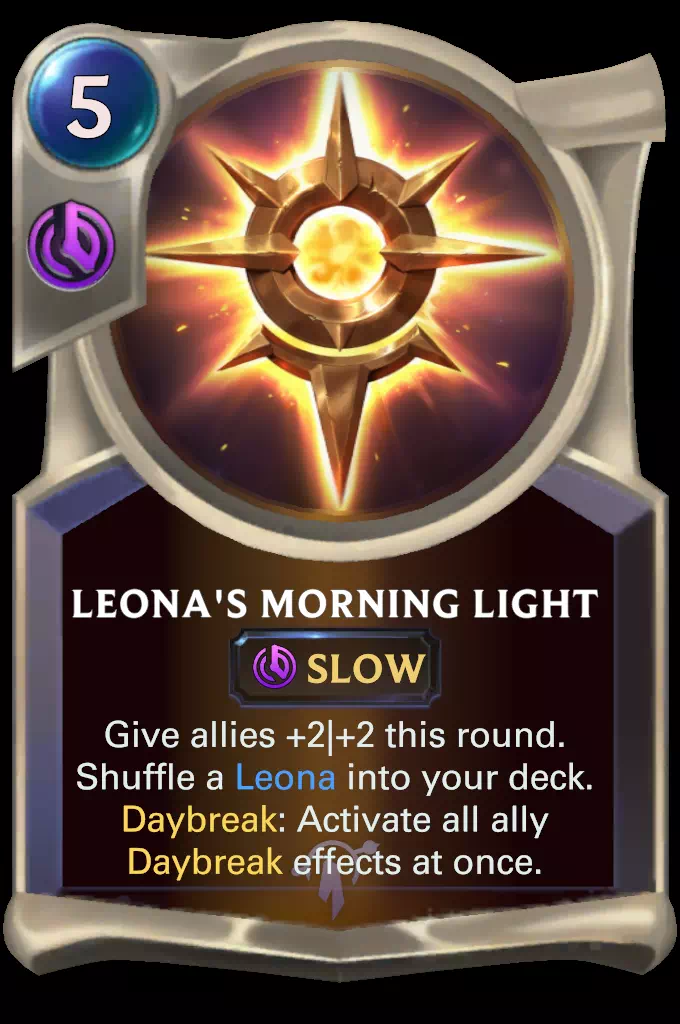 5
LEONA'S MORNING LIGHT
SLOW
Give allies +2|+2 this round.
Shuffle a Leona into your deck.
Daybreak: Activate all ally
Daybreak effects at once.